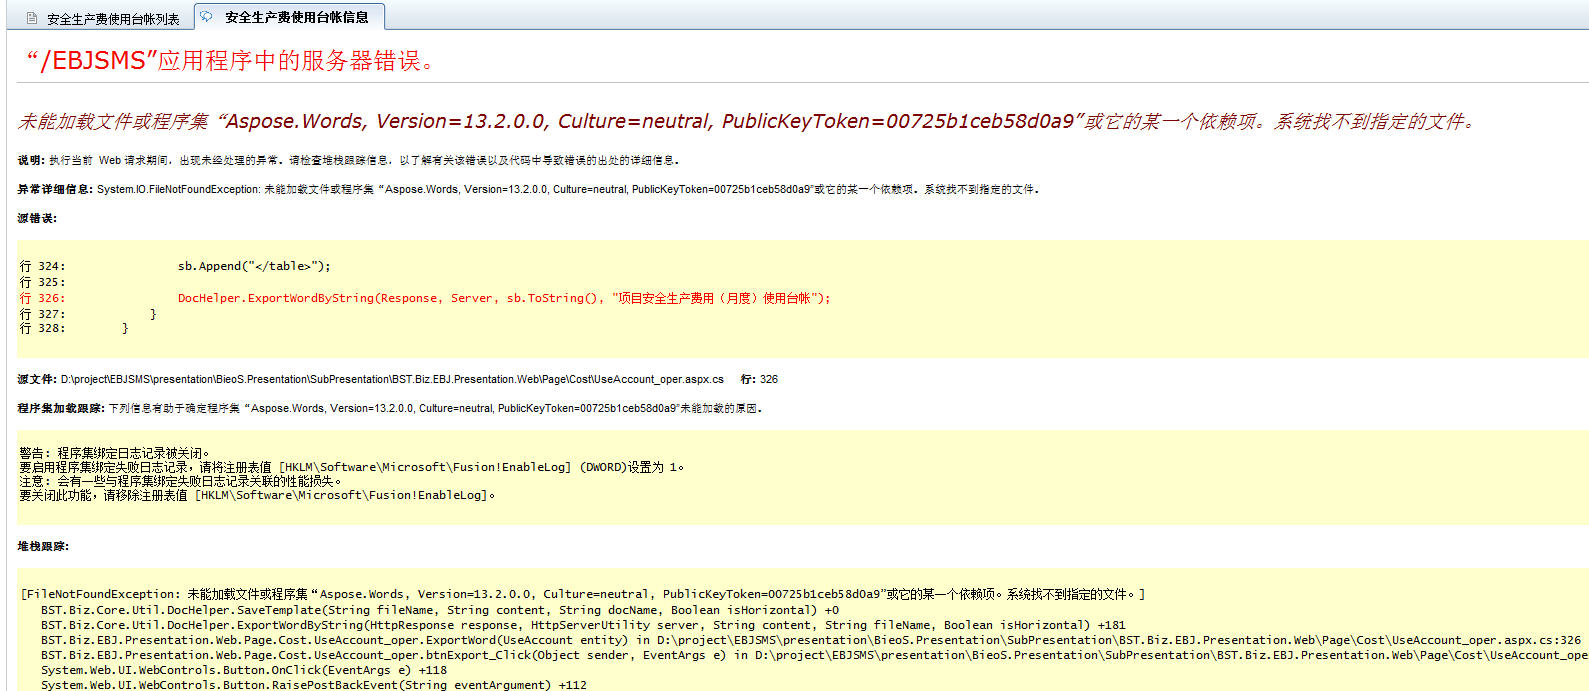 安全生产费使用台帐列表 安全生产费使用台帐信息
“/EBJSMS”应用程序中的服务器错误。
未能加载文件或程序集“Aspose.Words, Version=13.2.0.0, Culture=neutral, PublicKeyToken=00725b1ceb58d0a9”或它的某一个依赖项。系统找不到指定的文件。
说明: 执行当前 Web 请求期间，出现未经处理的异常。请检查堆栈跟踪信息，以了解有关该错误以及代码中导致错误的出处的详细信息。
异常详细信息: System.IO.FileNotFoundException: 未能加载文件或程序集“Aspose.Words, Version=13.2.0.0, Culture=neutral, PublicKeyToken=00725b1ceb58d0a9”或它的某一个依赖项。系统找不到指定的文件。
源错误:
行 324: sb.Append("</table>");
行 325:
行 326: DocHelper.ExportWordByString(Response, Server, sb.ToString(), "项目安全生产费用（月度）使用台帐");
行 327: }
行 328: }
源文件: D:\project\EBJSMS\presentation\BieoS.Presentation\SubPresentation\BST.Biz.EBJ.Presentation.Web\Page\Cost\UseAccount_oper.aspx.cs 行: 326
程序集加载跟踪: 下列信息有助于确定程序集“Aspose.Words, Version=13.2.0.0, Culture=neutral, PublicKeyToken=00725b1ceb58d0a9”未能加载的原因。
警告: 程序集绑定日志记录被关闭。
要启用程序集绑定失败日志记录，请将注册表值 [HKLM\Software\Microsoft\Fusion!EnableLog] (DWORD)设置为 1。
注意: 会有一些与程序集绑定失败日志记录关联的性能损失。
要关闭此功能，请移除注册表值 [HKLM\Software\Microsoft\Fusion!EnableLog]。
堆栈跟踪:
[FileNotFoundException: 未能加载文件或程序集“Aspose.Words, Version=13.2.0.0, Culture=neutral, PublicKeyToken=00725b1ceb58d0a9”或它的某一个依赖项。系统找不到指定的文件。]
BST.Biz.Core.Util.DocHelper.SaveTemplate(String fileName, String content, String docName, Boolean isHorizontal) +0
BST.Biz.Core.Util.DocHelper.ExportWordByString(HttpResponse response, HttpServerUtility server, String content, String fileName, Boolean isHorizontal) +181
BST.Biz.EBJ.Presentation.Web.Page.Cost.UseAccount_oper.ExportWord(UseAccount entity) in D:\project\EBJSMS\presentation\BieoS.Presentation\SubPresentation\BST.Biz.EBJ.Presentation.Web\Page\Cost\UseAccount_oper.aspx.cs:326
BST.Biz.EBJ.Presentation.Web.Page.Cost.UseAccount_oper.btnExport_Click(Object sender, EventArgs e) in D:\project\EBJSMS\presentation\BieoS.Presentation\SubPresentation\BST.Biz.EBJ.Presentation.Web\Page\Cost\UseAccount_ope
System.Web.UI.WebControls.Button.OnClick(EventArgs e) +118
System.Web.UI.WebControls.Button.RaisePostBackEvent(String eventArgument) +112